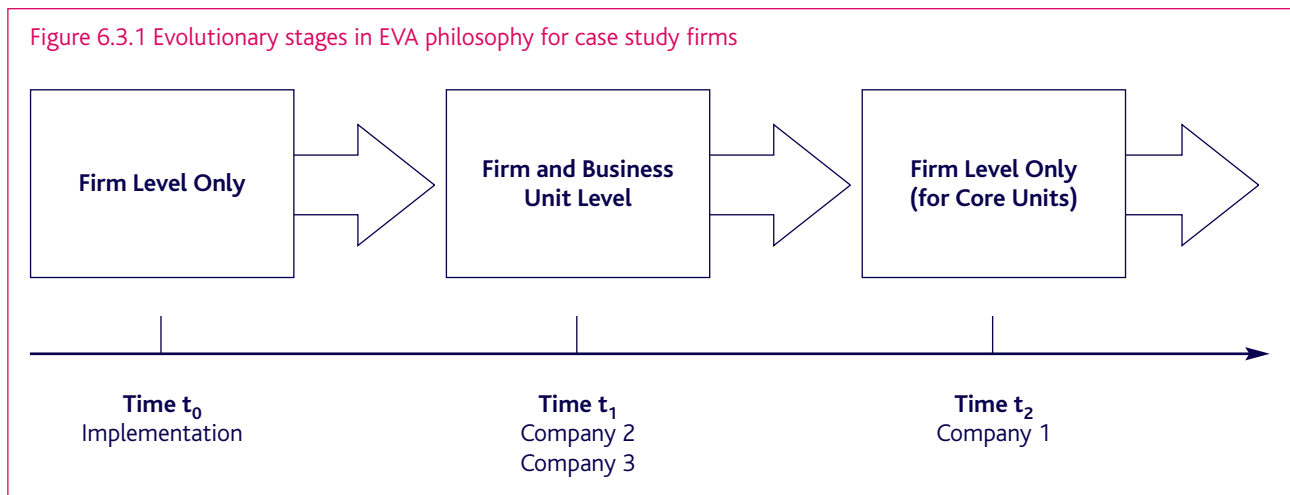 Figure 6.3.1 Evolutionary stages in EVA philosophy for case study firms
Firm Level Only
Firm and Business
Unit Level
Firm Level Only
(for Core Units)
Time t0
Implementation
Time t1
Company 2
Company 3
Time t2
Company 1